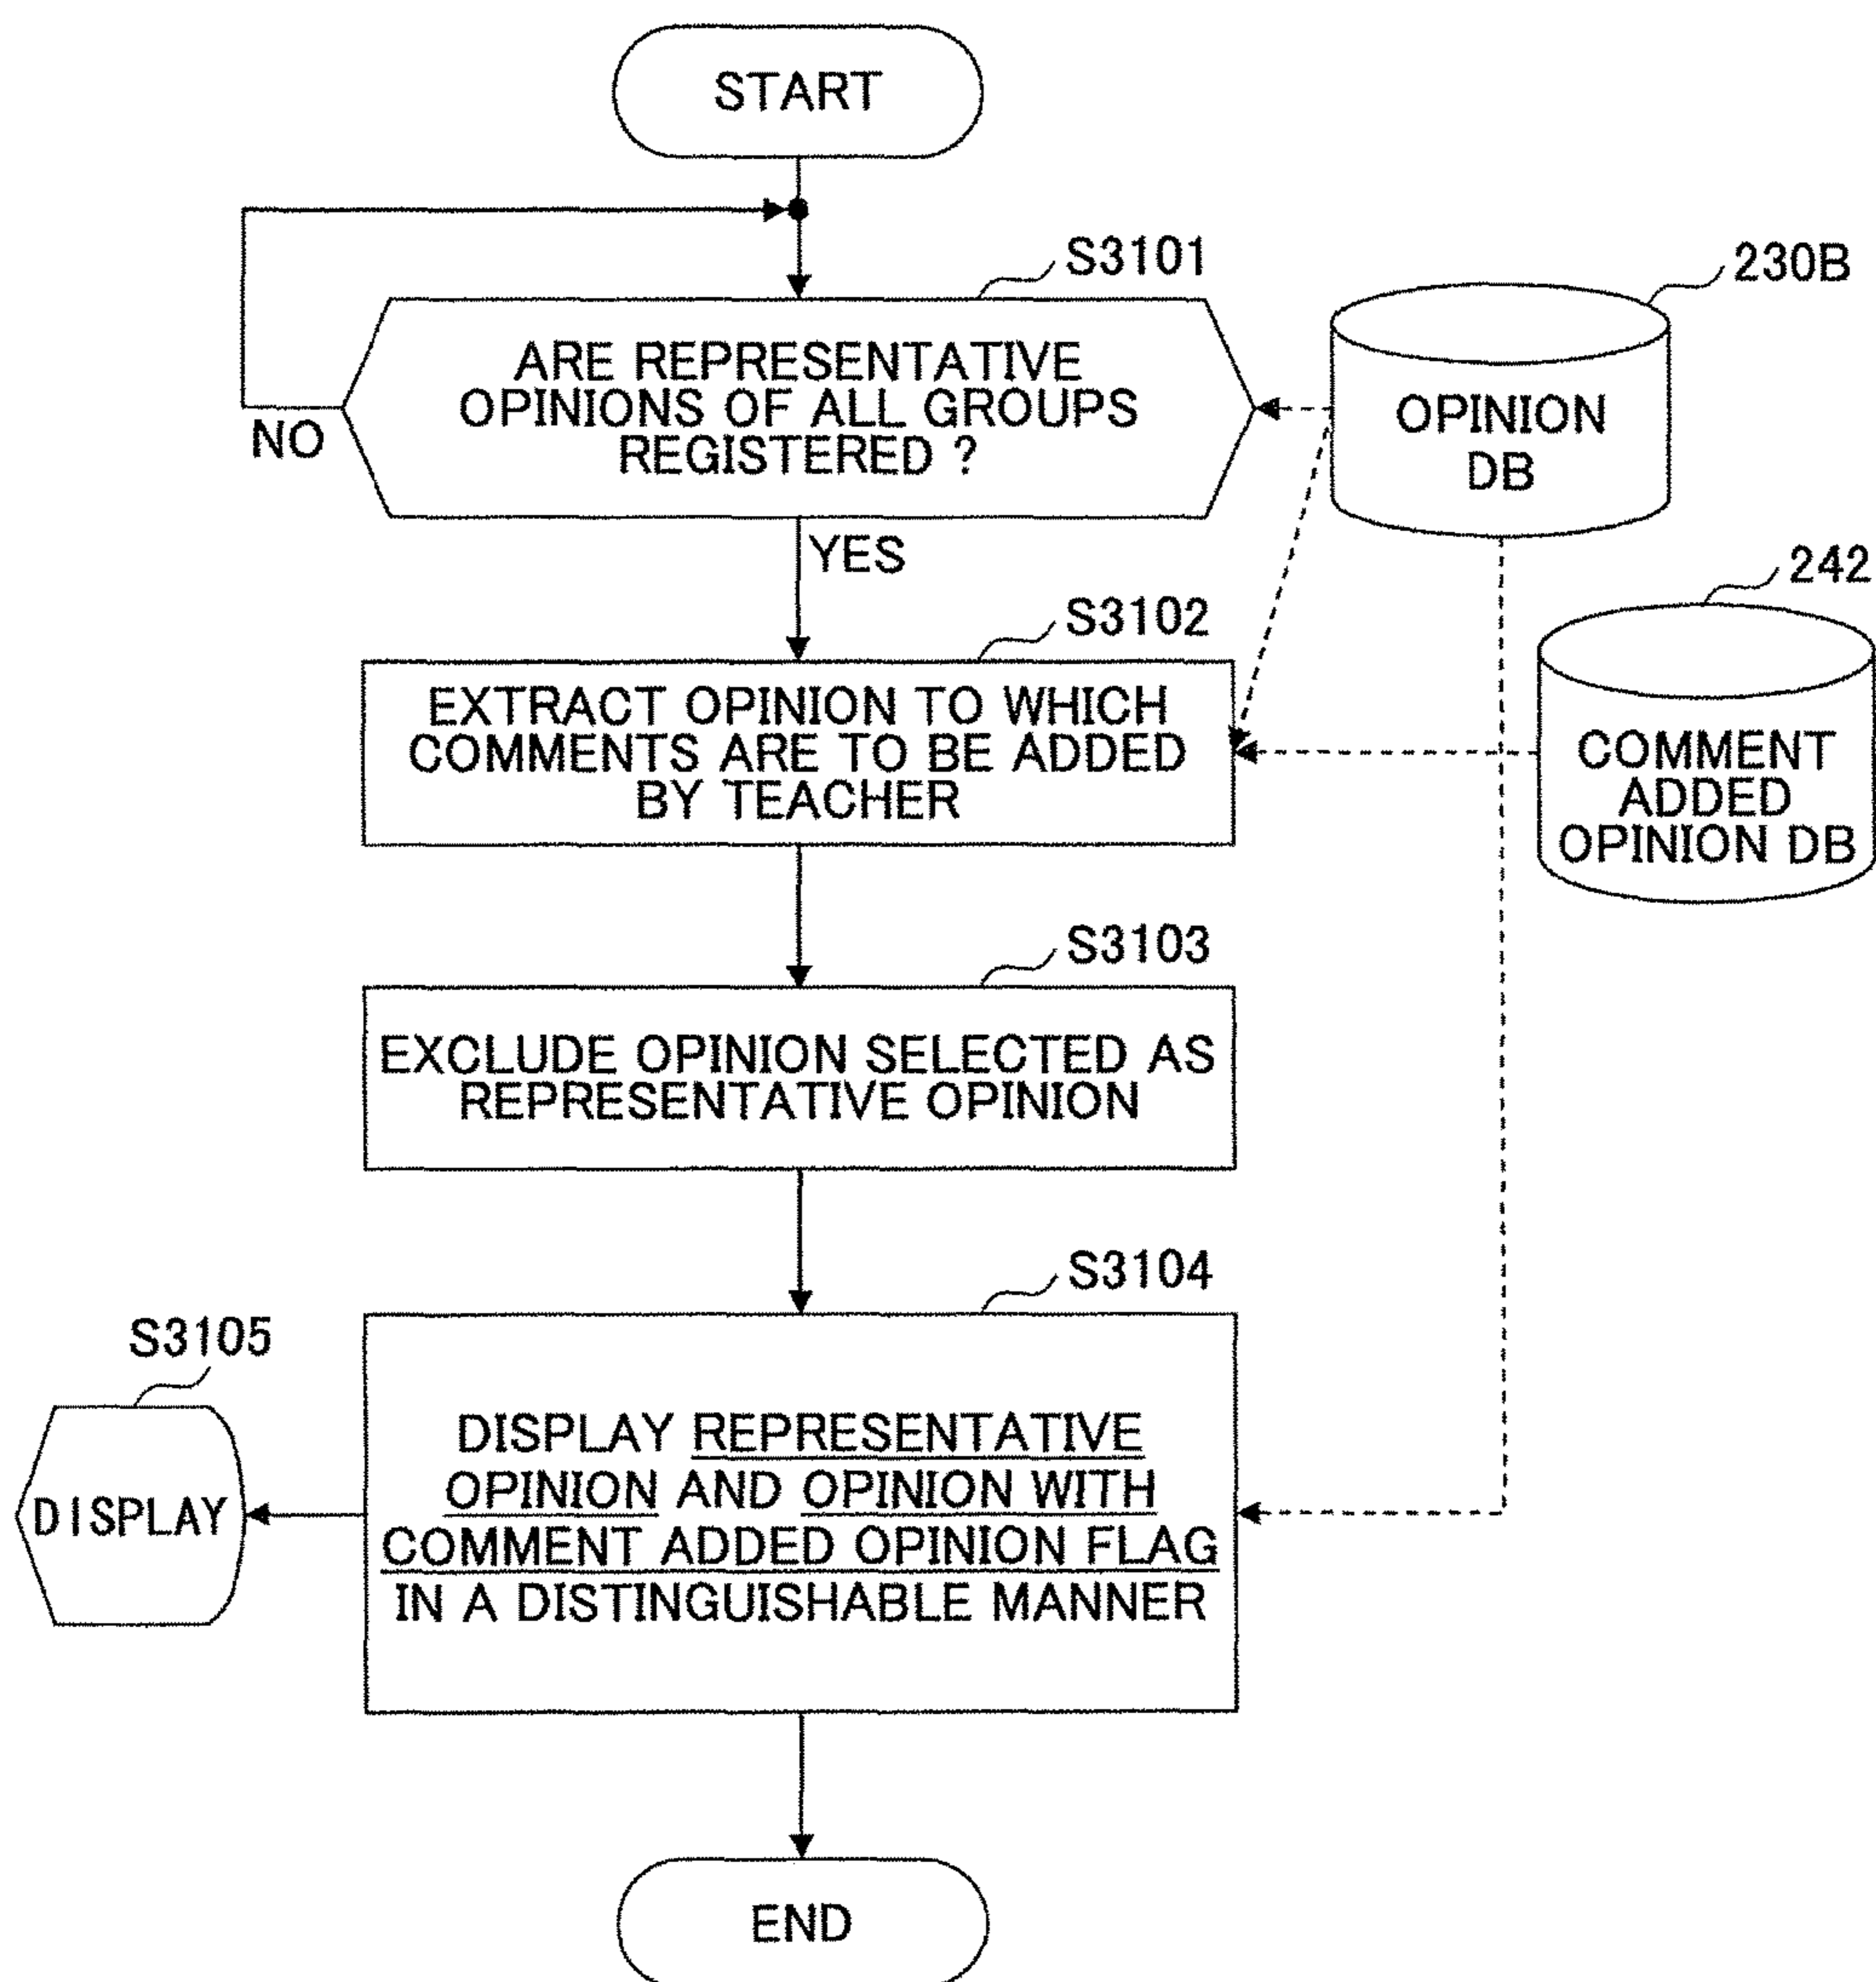 START
S3101
230B
ARE REPRESENTATIVE
OPINIONS OF ALL GROUPS
REGISTERED ?
NO
OPINION
DB
YES
242
S3102
EXTRACT OPINION TO WHICH
COMMENTS ARE TO BE ADDED
BY TEACHER
COMMENT
ADDED
OPINION DB
S3103
EXCLUDE OPINION SELECTED AS
REPRESENTATIVE OPINION
S3104
S3105
DISPLAY REPRESENTATIVE
OPINION AND OPINION WITH
COMMENT ADDED OPINION FLAG
IN A DISTINGUISHABLE MANNER
DISPLAY
END